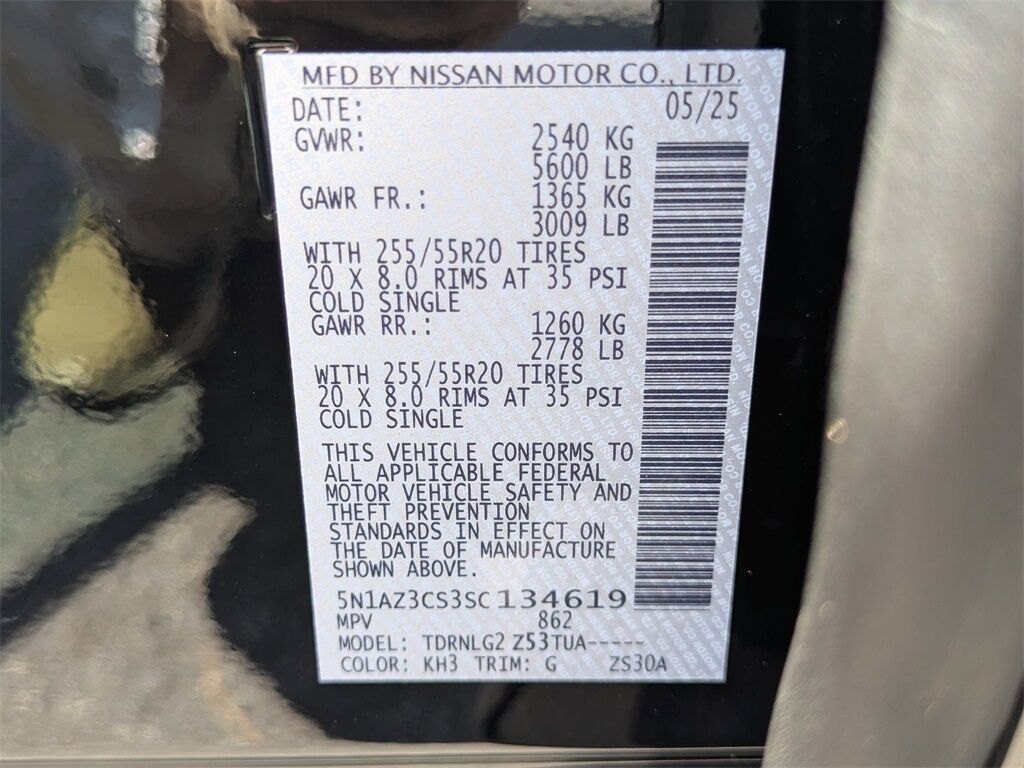 MFD BY NISSAN MOTOR CO., LTD.
DATE: 05/25
GVWR: 2540 KG
5600 LB
GAWR FR.: 1365 KG
3009 LB
WITH 255/55R20 TIRES
20 X 8.0 RIMS AT 35 PSI
COLD SINGLE
GAWR RR.: 1260 KG
2778 LB
WITH 255/55R20 TIRES
20 X 8.0 RIMS AT 35 PSI
COLD SINGLE
THIS VEHICLE CONFORMS TO
ALL APPLICABLE FEDERAL
MOTOR VEHICLE SAFETY AND
THEFT PREVENTION
STANDARDS IN EFFECT ON
THE DATE OF MANUFACTURE
SHOWN ABOVE.
5N1AZ3CS3SC134619
MPV 862
MODEL: TDRNLG2 Z53TUA-----
COLOR: KH3 TRIM: G ZS30A